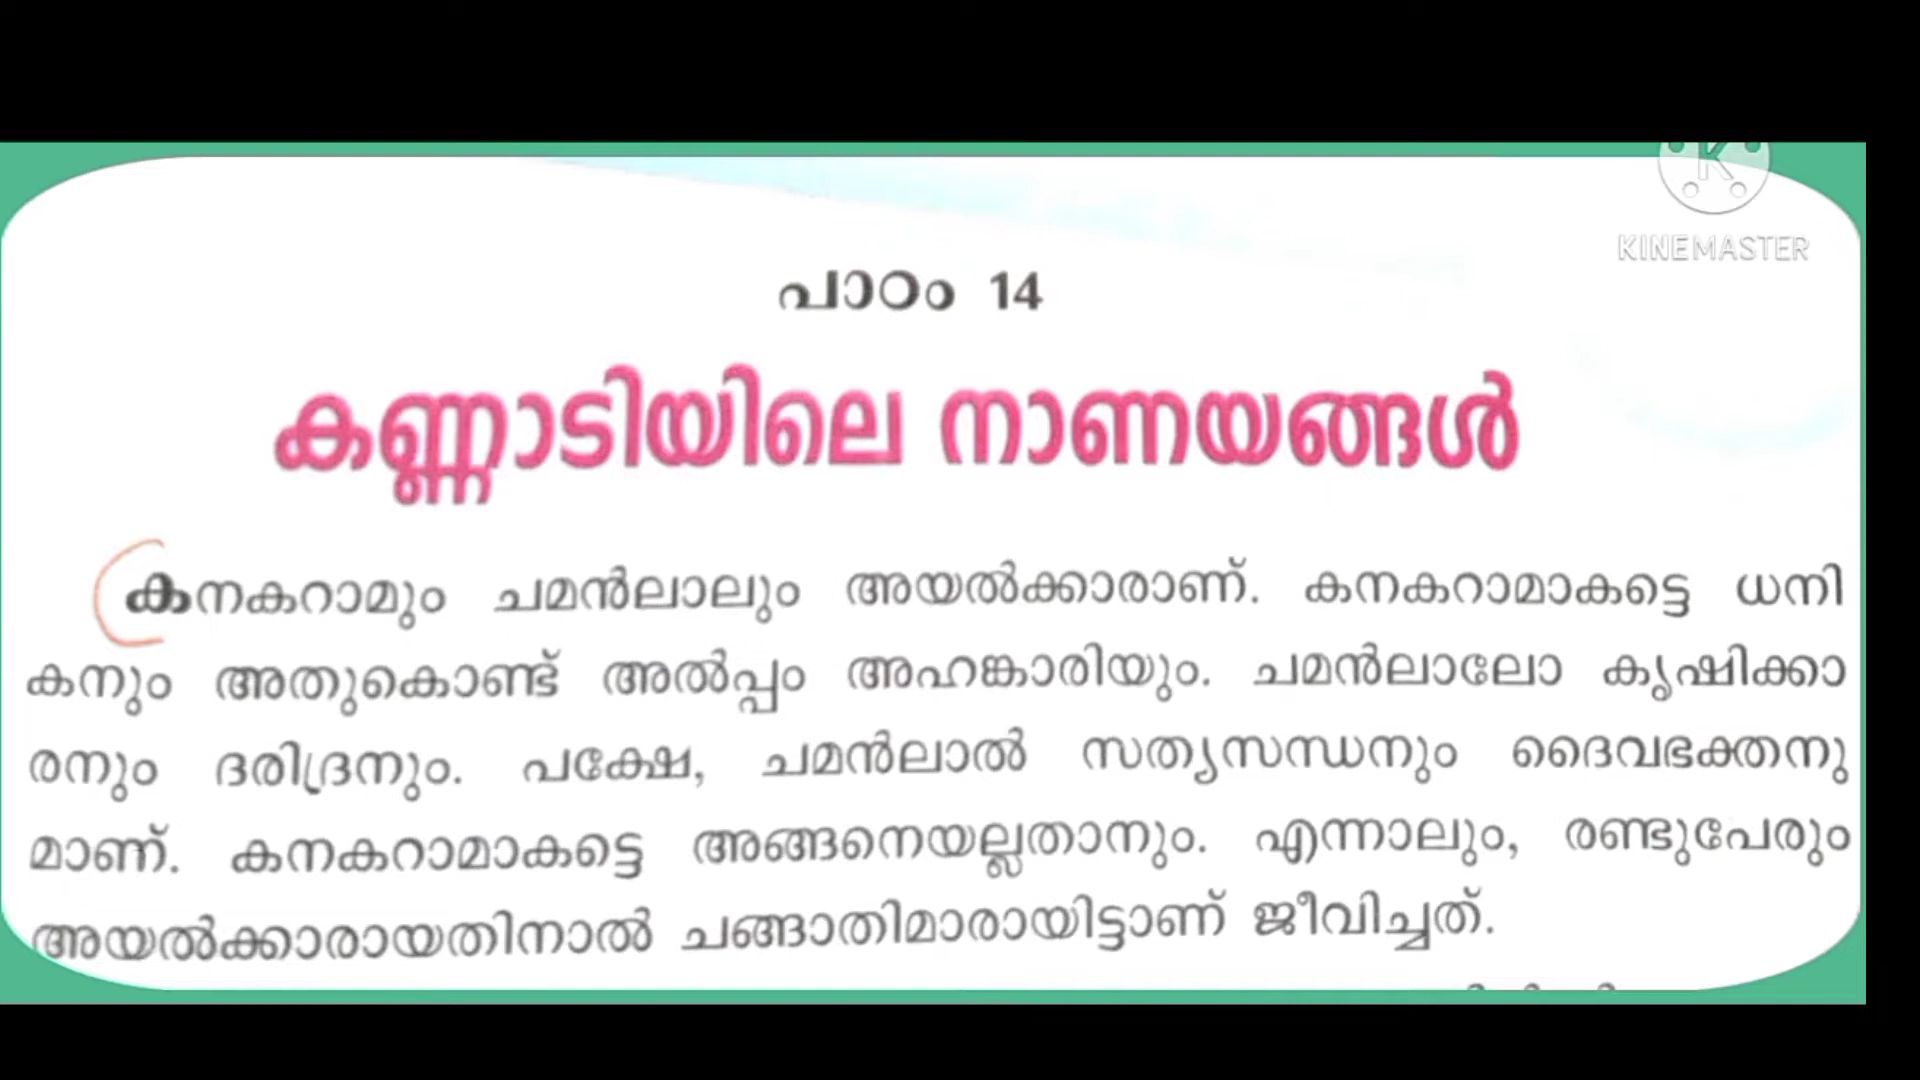 KINEMASTER
പാഠം 14
കണ്ണാടിയിലെ നാണയങ്ങൾ
കനകറാമും ചമൻലാലും അയൽക്കാരാണ്. കനകറാമാകട്ടെ ധനി
കനും അതുകൊണ്ട് അൽപ്പം അഹങ്കാരിയും. ചമൻലാലോ കൃഷിക്കാ
രനും ദരിദ്രനും. പക്ഷേ, ചമൻലാൽ സത്യസന്ധനും ദൈവഭക്തനു
മാണ്. കനകറാമാകട്ടെ അങ്ങനെയല്ലതാനും. എന്നാലും, രണ്ടുപേരും
അയൽക്കാരായതിനാൽ ചങ്ങാതിമാരായിട്ടാണ് ജീവിച്ചത്.